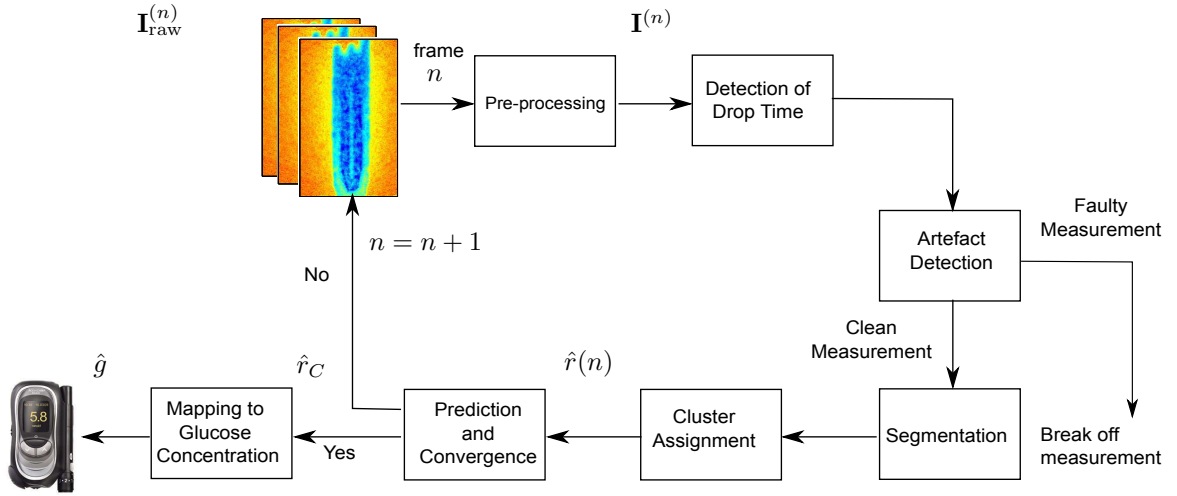 I_raw^(n)
I^(n)
frame
n
Pre-processing
Detection of
Drop Time
Artefact
Detection
Faulty
Measurement
n = n + 1
No
Clean
Measurement
ĝ
r̂_C
r̂(n)
Mapping to
Glucose
Concentration
Yes
Prediction
and
Convergence
Cluster
Assignment
Segmentation
Break off
measurement
5.8